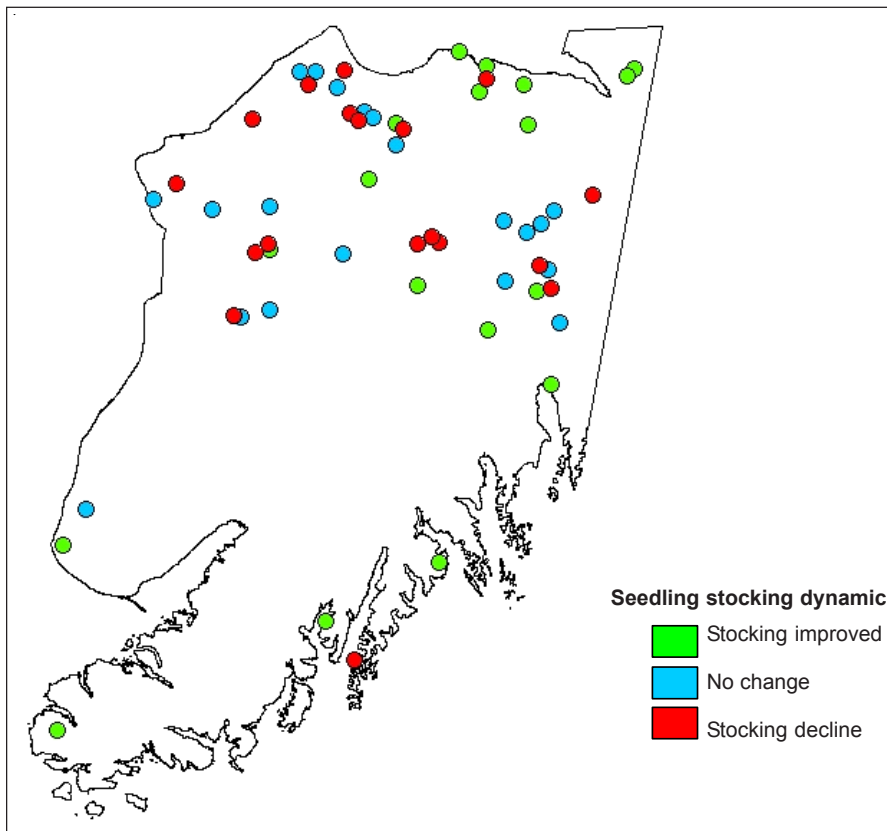 Seedling stocking dynamic
Stocking improved
No change
Stocking decline